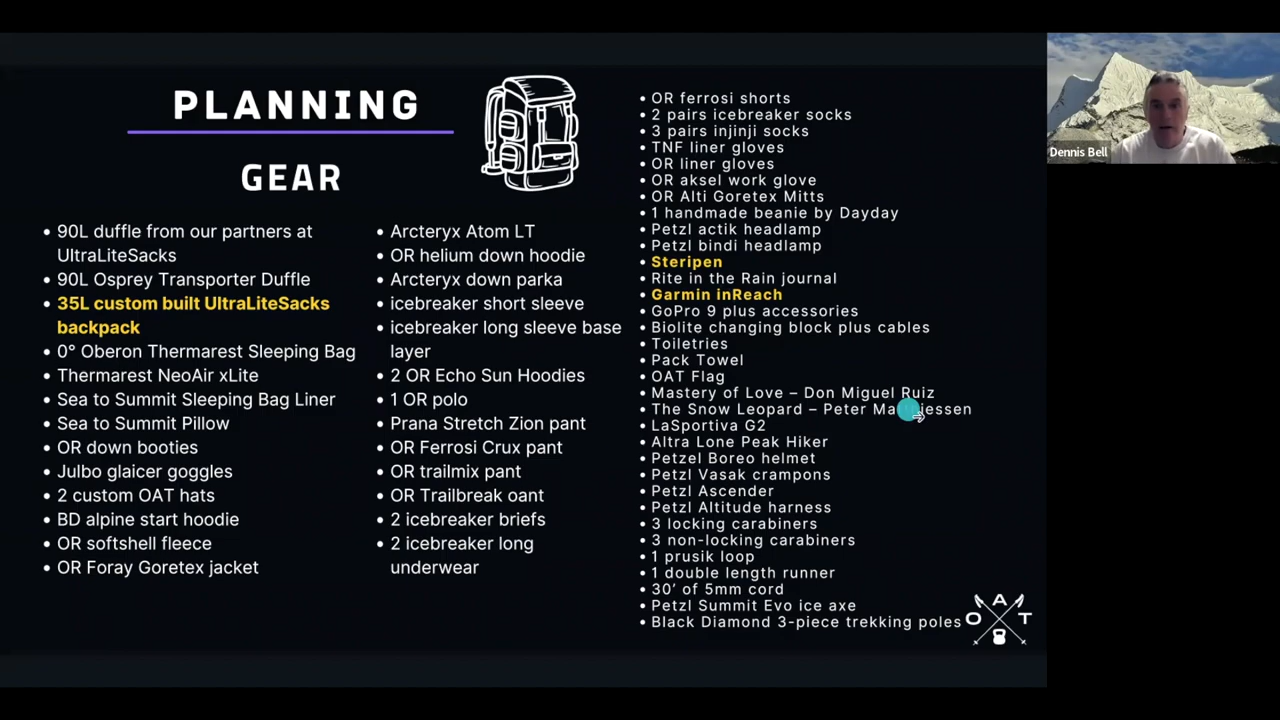 PLANNING
GEAR
• 90L duffle from our partners at
UltraLiteSacks
• 90L Osprey Transporter Duffle
• 35L custom built UltraLiteSacks
backpack
• 0° Oberon Thermarest Sleeping Bag
• Thermarest NeoAir xLite
• Sea to Summit Sleeping Bag Liner
• Sea to Summit Pillow
• OR down booties
• Julbo glaicer goggles
• 2 custom OAT hats
• BD alpine start hoodie
• OR softshell fleece
• OR Foray Goretex jacket
• Arcteryx Atom LT
• OR helium down hoodie
• Arcteryx down parka
• icebreaker short sleeve
• icebreaker long sleeve base
layer
• 2 OR Echo Sun Hoodies
• 1 OR polo
• Prana Stretch Zion pant
• OR Ferrosi Crux pant
• OR trailmix pant
• OR Trailbreak oant
• 2 icebreaker briefs
• 2 icebreaker long
underwear
• OR ferrosi shorts
• 2 pairs icebreaker socks
• 3 pairs injinji socks
• TNF liner gloves
• OR liner gloves
• OR aksel work glove
• OR Alti Goretex Mitts
• 1 handmade beanie by Dayday
• Petzl actik headlamp
• Petzl bindi headlamp
• Steripen
• Rite in the Rain journal
• Garmin inReach
• GoPro 9 plus accessories
• Biolite changing block plus cables
• Toiletries
• Pack Towel
• OAT Flag
• Mastery of Love – Don Miguel Ruiz
• The Snow Leopard – Peter
• LaSportiva G2
• Altra Lone Peak Hiker
• Petzel Boreo helmet
• Petzl Vasak crampons
• Petzl Ascender
• Petzl Altitude harness
• 3 locking carabiners
• 3 non-locking carabiners
• 1 prusik loop
• 1 double length runner
• 30' of 5mm cord
• Petzl Summit Evo ice axe
• Black Diamond 3-piece trekking poles
A
O T
Dennis Bell